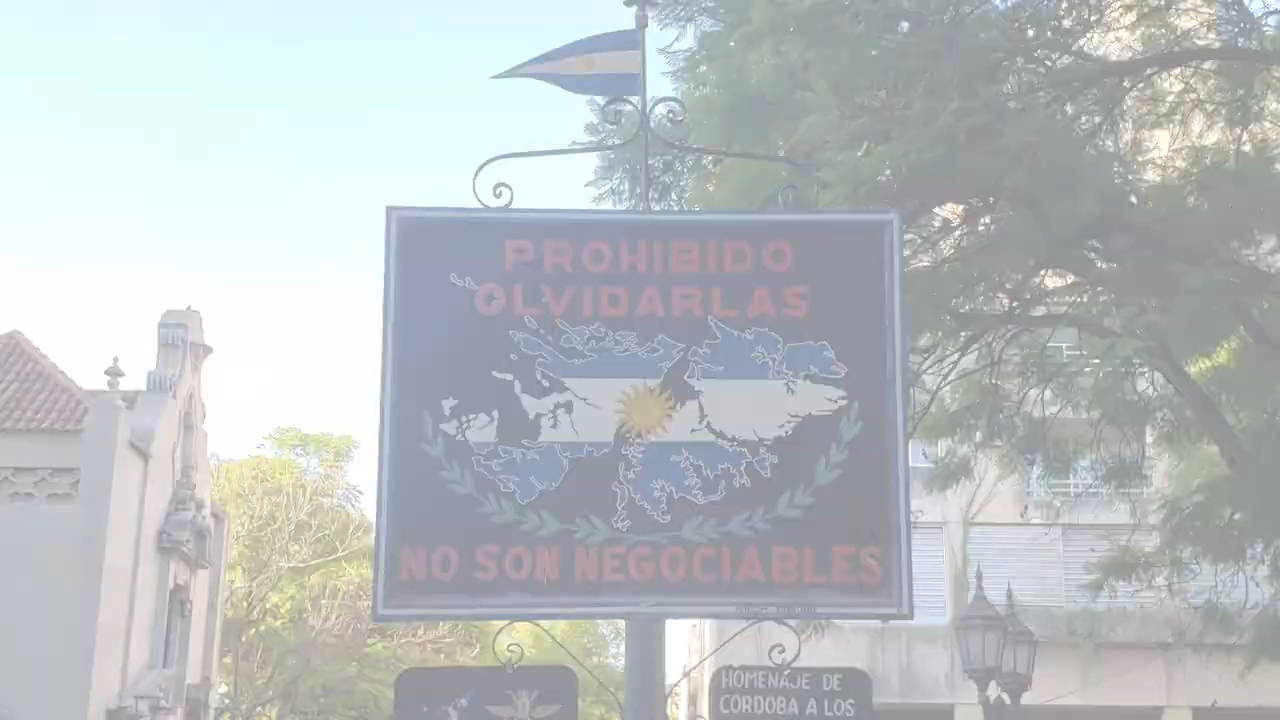 PROHIBIDO
OLVIDARLAS
NO SON NEGOCIABLES
HOMENAJE DE
CORDOBA A LOS